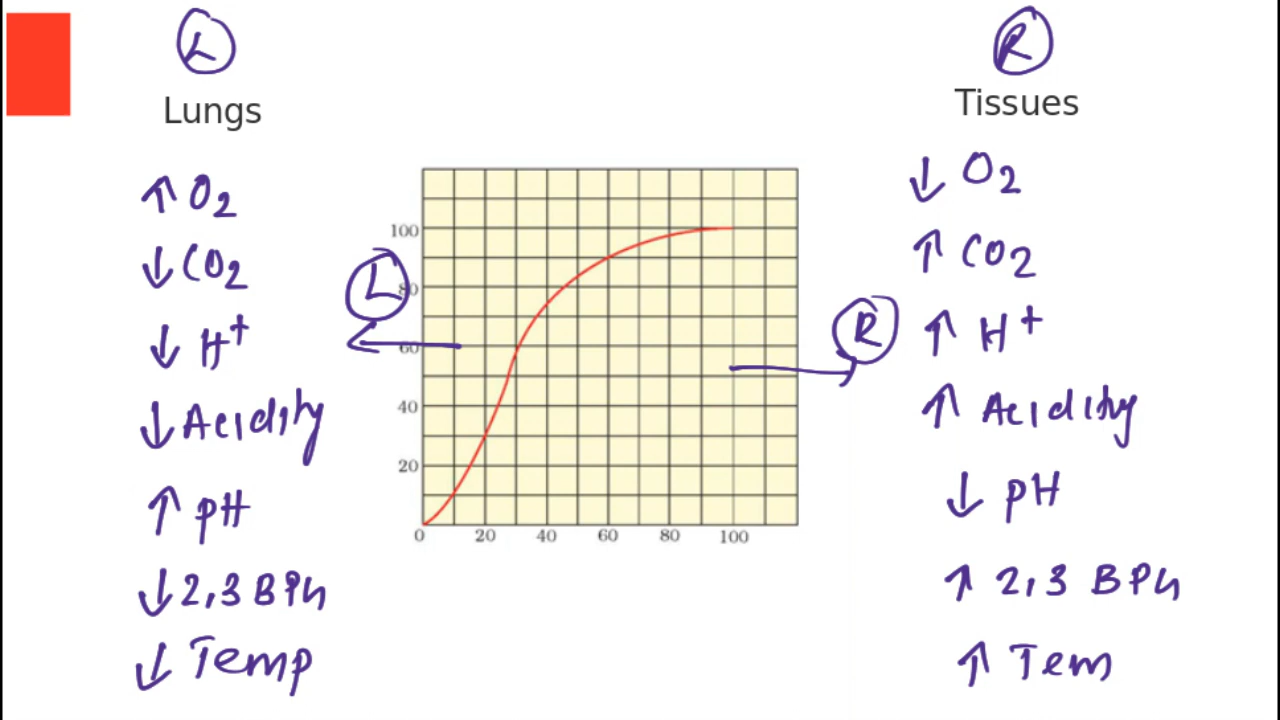 L
Lungs
↑ O2
↓ CO2
↓ H+
↓ Acidity
↑ pH
↓ 2,3 BPG
↓ Temp
L
100
80
60
40
20
0 20 40 60 80 100
R
R
Tissues
↓ O2
↑ CO2
↑ H+
↑ Acidity
↓ pH
↑ 2,3 BPG
↑ Tem